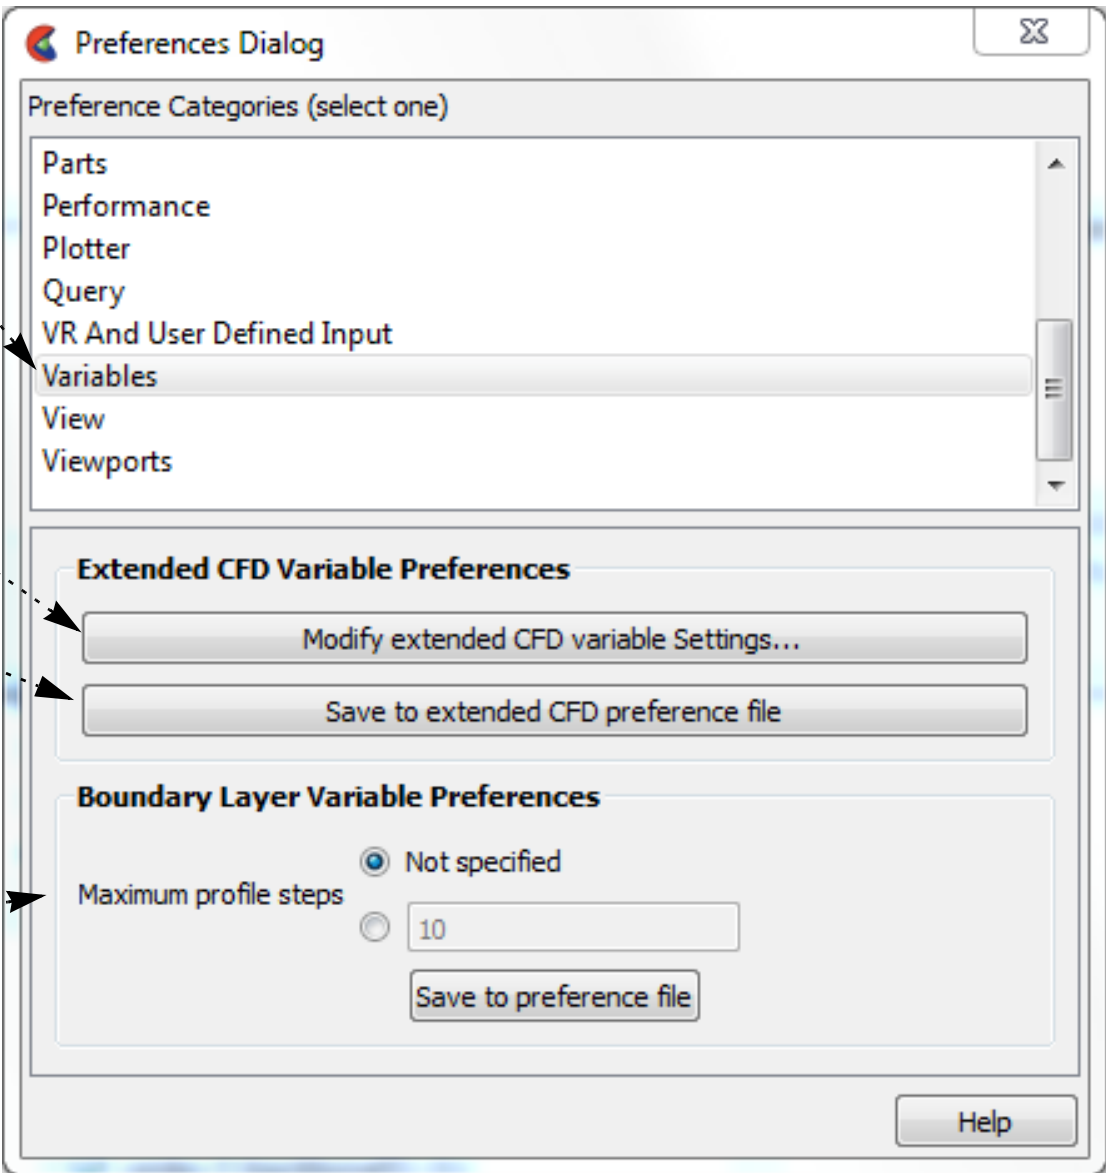 Preferences Dialog
Preference Categories (select one)
Parts
Performance
Plotter
Query
VR And User Defined Input
Variables
View
Viewports
Extended CFD Variable Preferences
Modify extended CFD variable Settings...
Save to extended CFD preference file
Boundary Layer Variable Preferences
Not specified
Maximum profile steps
10
Save to preference file
Help